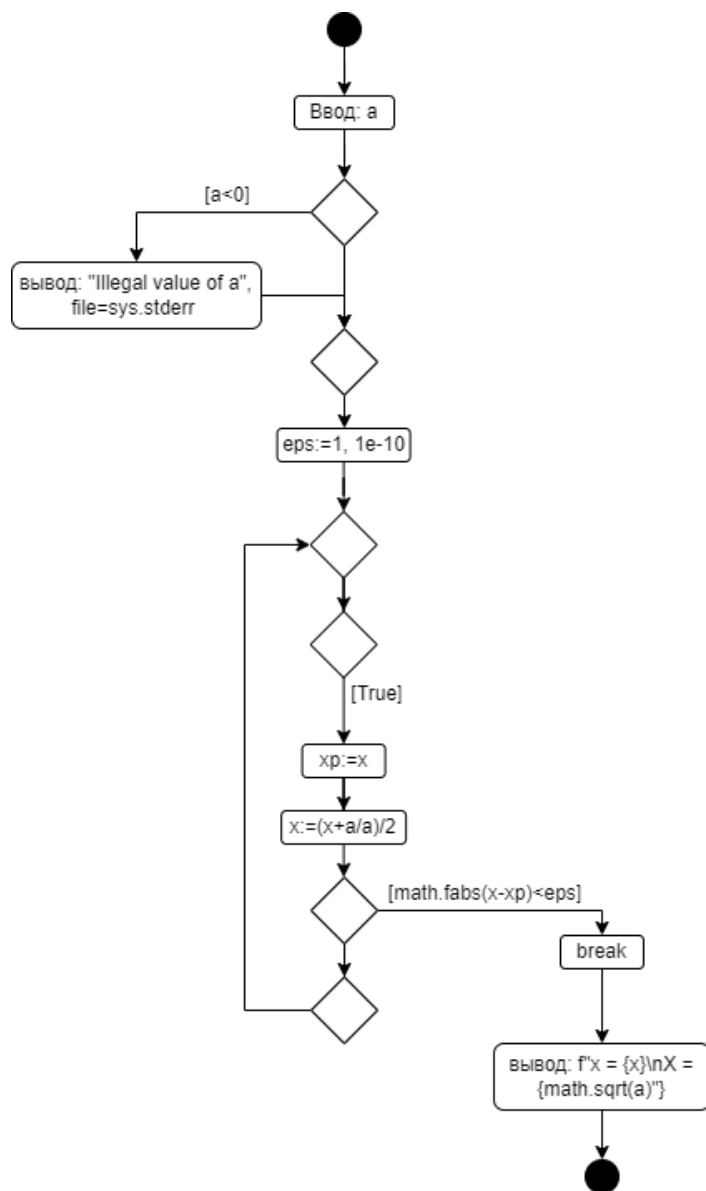 Ввод: a
[a<0]
вывод: "Illegal value of a",
file=sys.stderr
eps:=1, 1e-10
[True]
xp:=x
x:=(x+a/a)/2
[math.fabs(x-xp)<eps]
break
вывод: f"x = {x}\nX =
{math.sqrt(a)"}